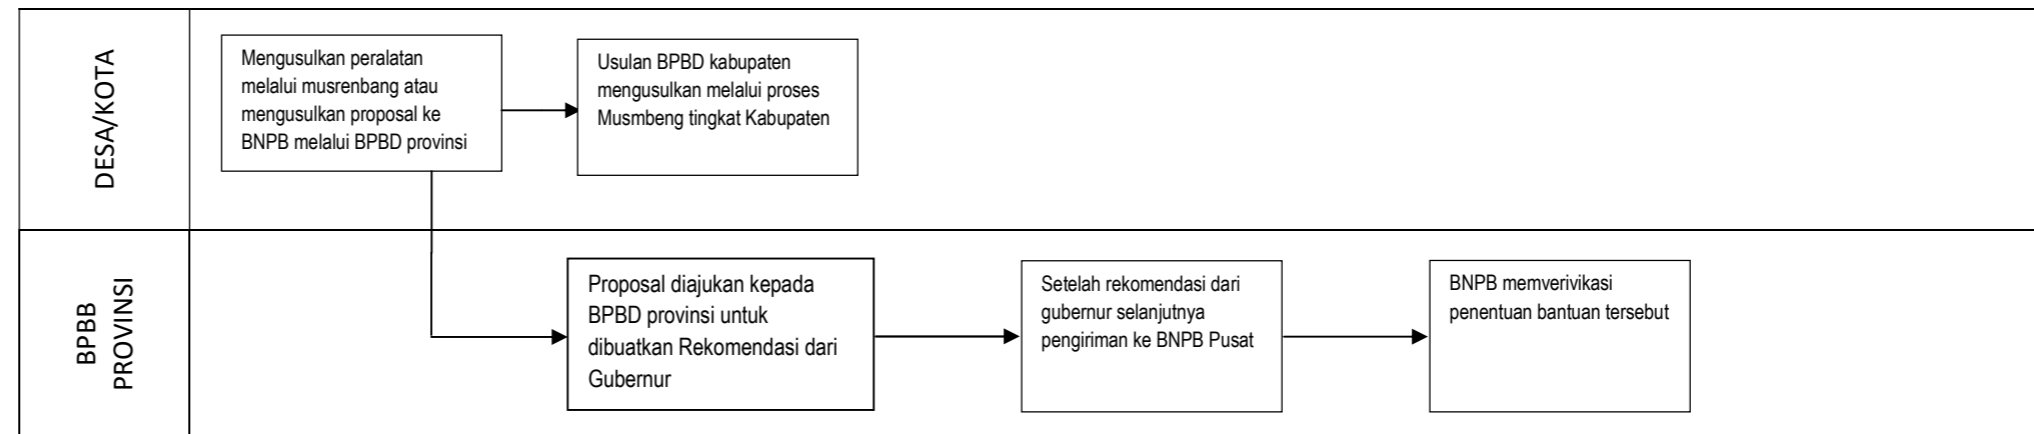 DESA/KOTA
Mengusulkan peralatan
melalui musrenbang atau
mengusulkan proposal ke
BNPB melalui BPBD provinsi
Usulan BPBD kabupaten
mengusulkan melalui proses
Musmbeng tingkat Kabupaten
BPBB
PROVINSI
Proposal diajukan kepada
BPBD provinsi untuk
dibuatkan Rekomendasi dari
Gubernur
Setelah rekomendasi dari
gubernur selanjutnya
pengiriman ke BNPB Pusat
BNPB memverivikasi
penentuan bantuan tersebut